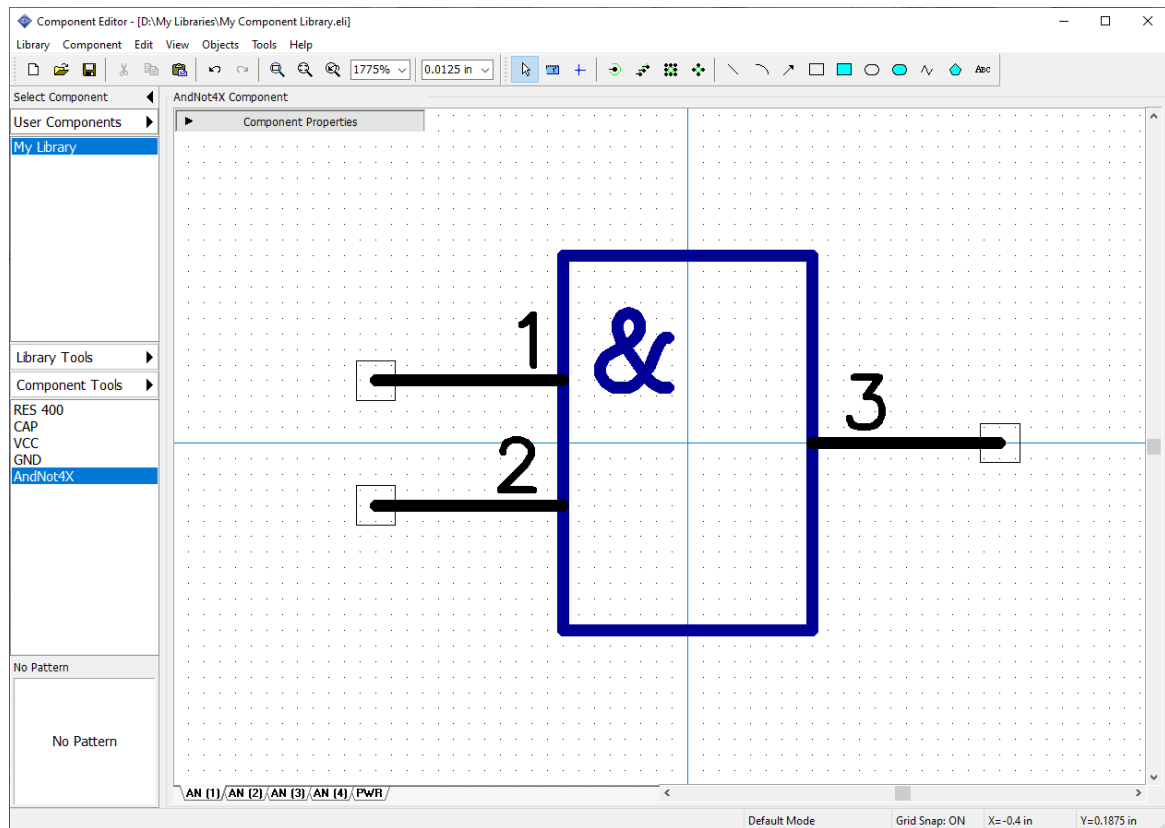 Component Editor - [D:\My Libraries\My Component Library.eli]
Library Component Edit View Objects Tools Help
1775% 0.0125 in ABC
Select Component
AndNot4X Component
User Components
Component Properties
My Library
&
1
2
3
Library Tools
Component Tools
RES 400
CAP
VCC
GND
AndNot4X
No Pattern
No Pattern
AN (1) AN (2) AN (3) AN (4) PWR
Default Mode Grid Snap: ON X=-0.4 in Y=0.1875 in